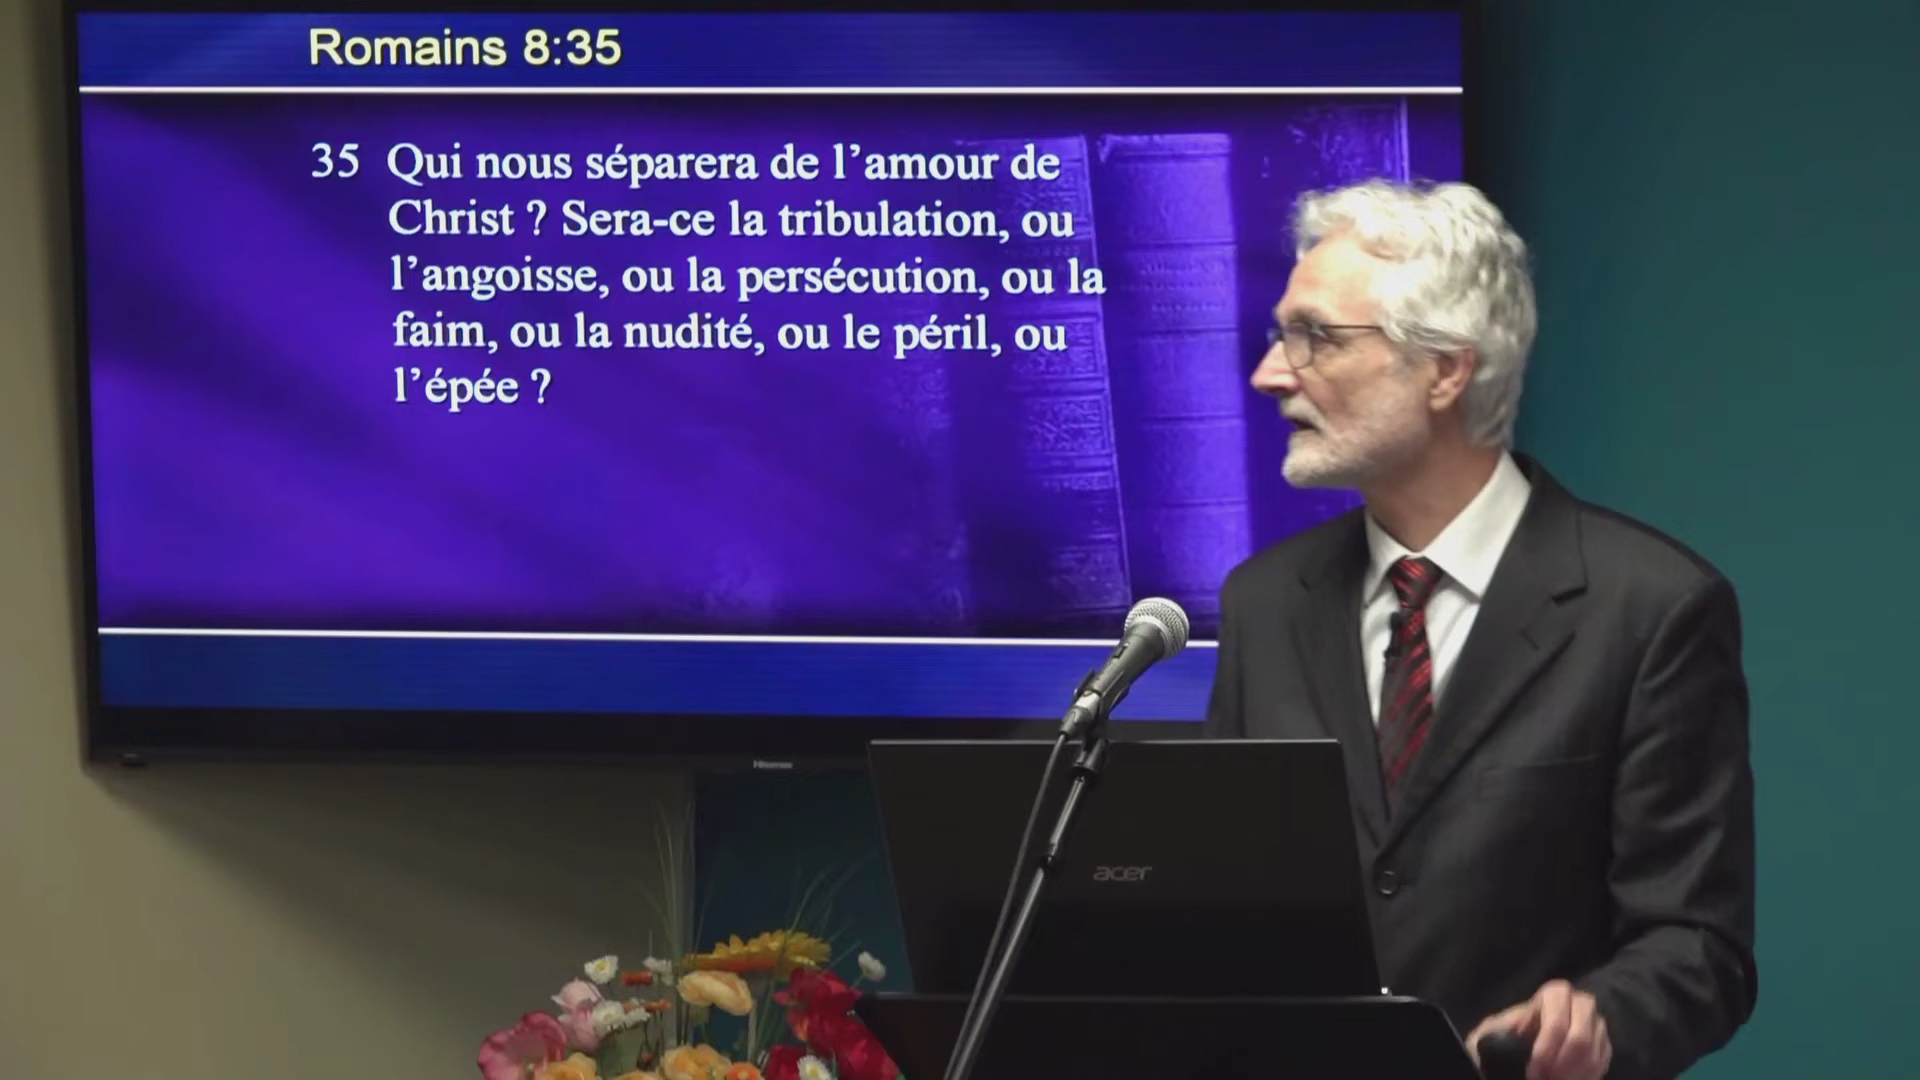 Romains 8:35
35 Qui nous séparera de l’amour de
Christ ? Sera-ce la tribulation, ou
l’angoisse, ou la persécution, ou la
faim, ou la nudité, ou le péril, ou
l’épée ?
Hisense
acer